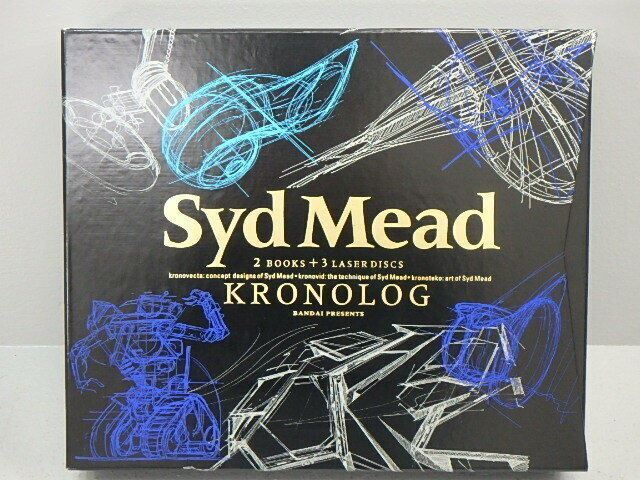 Syd Mead
2 BOOKS + 3 LASER DISCS
kronovecta: concept designs of Syd Mead • kronovid: the technique of Syd Mead • kronoteko: art of Syd Mead
KRONOLOG
BANDAI PRESENTS